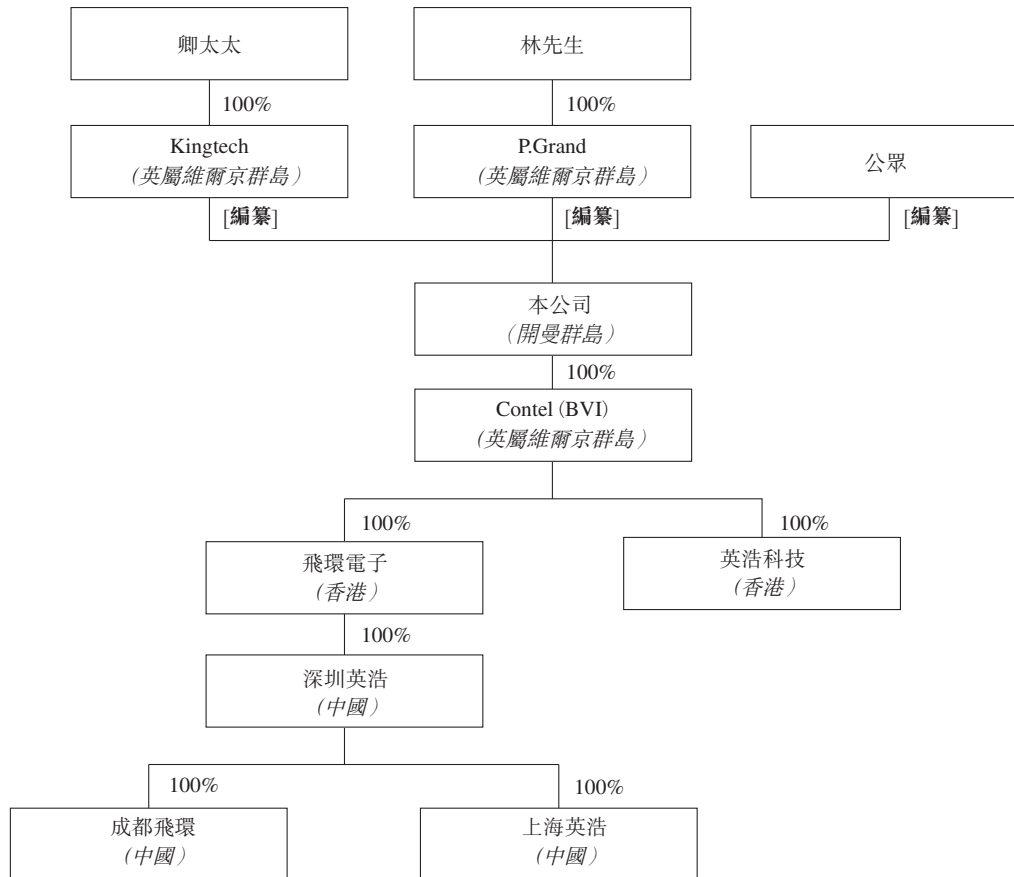 卿太太
林先生
100%
100%
Kingtech
(英屬維爾京群島)
P.Grand
(英屬維爾京群島)
公眾
[編纂]
[編纂]
[編纂]
本公司
(開曼群島)
100%
Contel (BVI)
(英屬維爾京群島)
100%
100%
飛環電子
(香港)
英浩科技
(香港)
100%
深圳英浩
(中國)
100%
100%
成都飛環
(中國)
上海英浩
(中國)